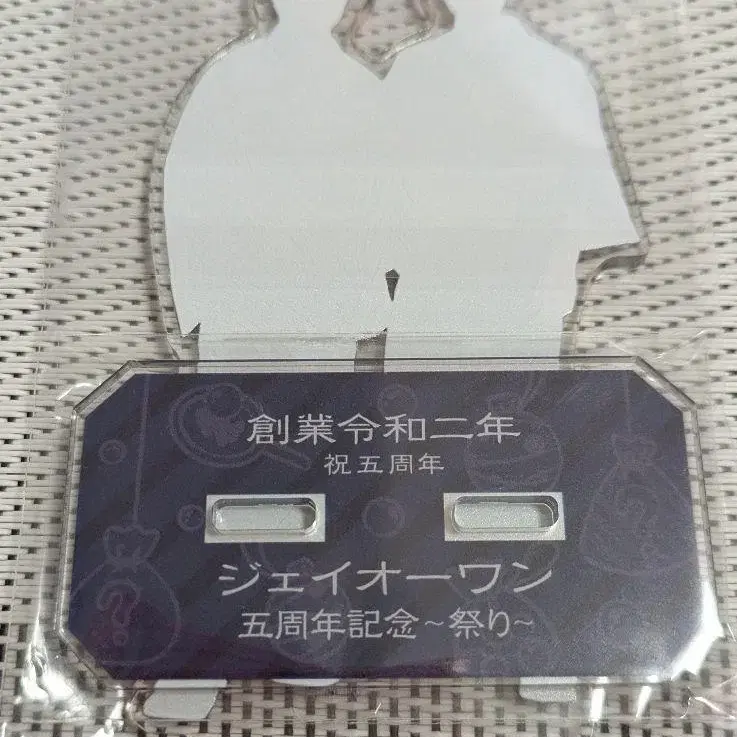 創業令和二年
祝五周年
ジェイオーワン
五周年記念~祭り~